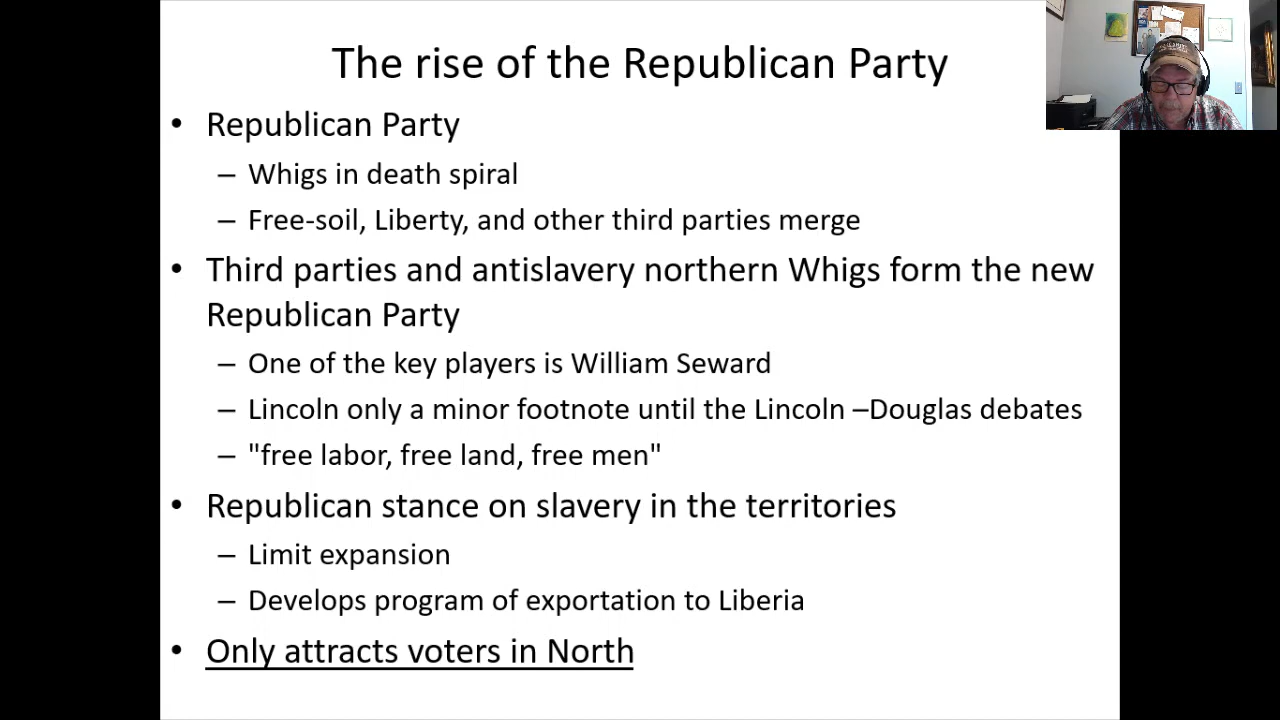 The rise of the Republican Party
• Republican Party
– Whigs in death spiral
– Free-soil, Liberty, and other third parties merge
• Third parties and antislavery northern Whigs form the new
Republican Party
– One of the key players is William Seward
– Lincoln only a minor footnote until the Lincoln –Douglas debates
– "free labor, free land, free men"
• Republican stance on slavery in the territories
– Limit expansion
– Develops program of exportation to Liberia
• Only attracts voters in North